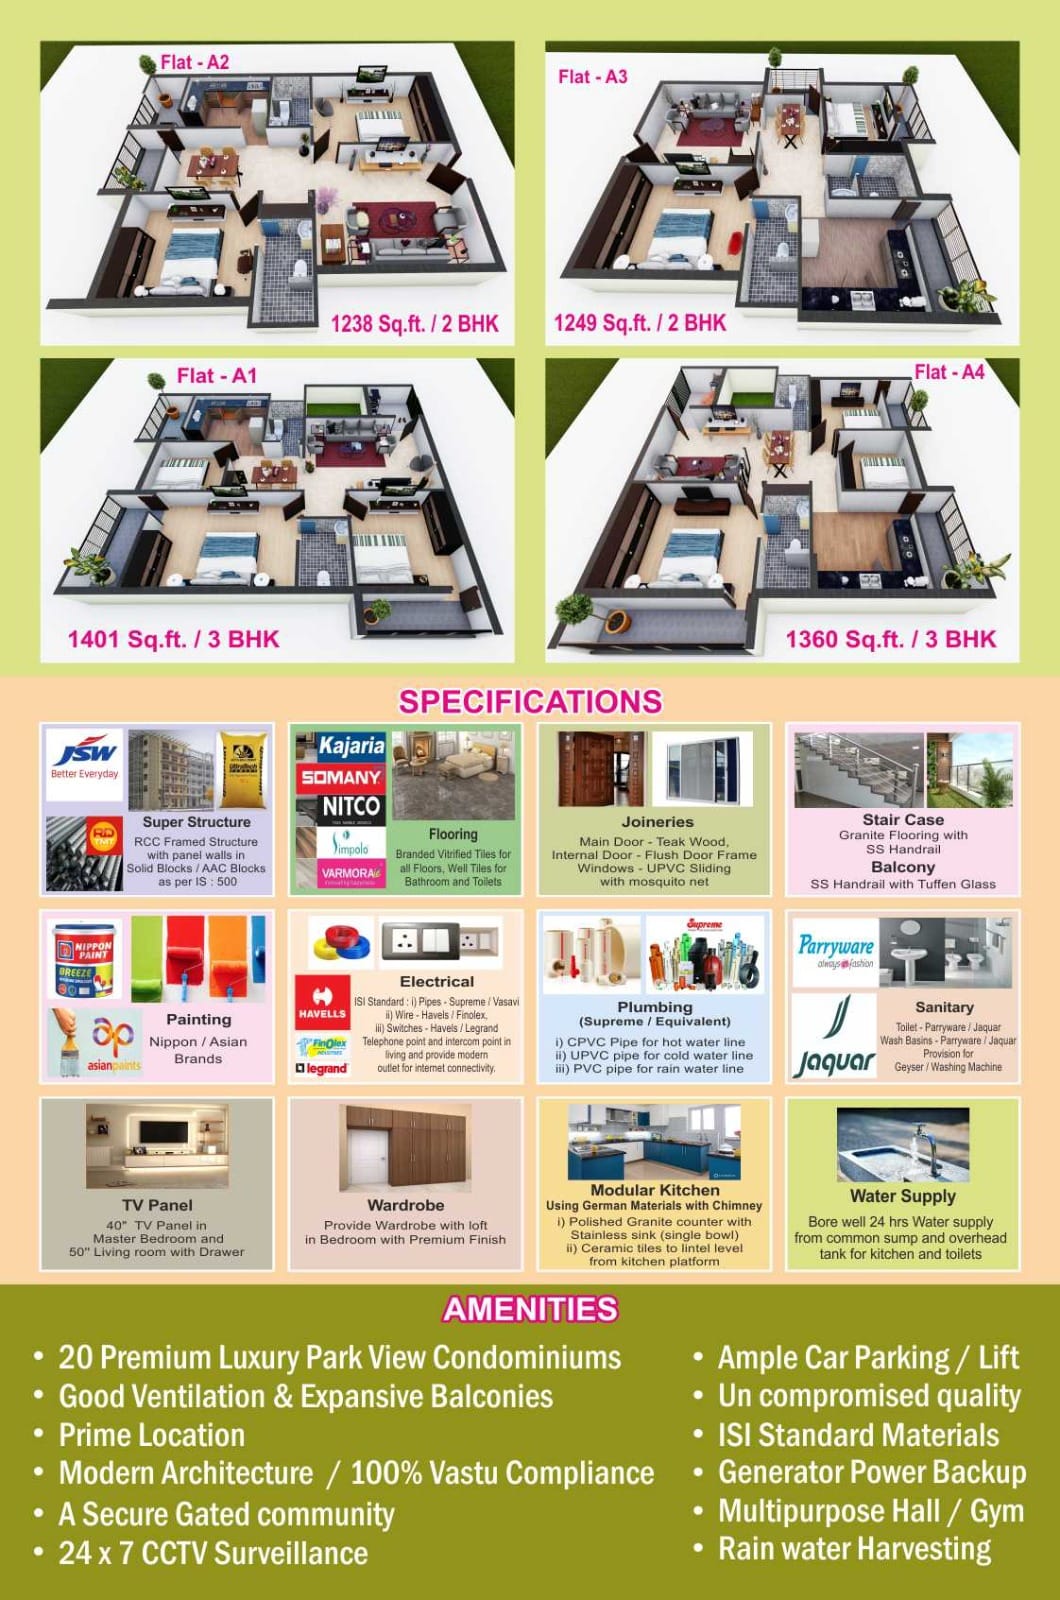 Flat - A2
1238 Sq.ft. / 2 BHK
Flat - A3
1249 Sq.ft. / 2 BHK
Flat - A1
1401 Sq.ft. / 3 BHK
Flat - A4
1360 Sq.ft. / 3 BHK
SPECIFICATIONS
JSW
Better Everyday
UltraTech
RD
TMT
Super Structure
RCC Framed Structure
with panel walls in
Solid Blocks / AAC Blocks
as per IS : 500
Kajaria
SOMANY
NITCO
Simpolo
VARMORA
Flooring
Branded Vitrified Tiles for
all Floors, Well Tiles for
Bathroom and Toilets
Joineries
Main Door - Teak Wood,
Internal Door - Flush Door Frame
Windows - UPVC Sliding
with mosquito net
Stair Case
Granite Flooring with
SS Handrail
Balcony
SS Handrail with Tuffen Glass
NIPPON
PAINT
BREEZE
ap
asianpaints
Painting
Nippon / Asian
Brands
HAVELLS
FinOlex
legrand
Electrical
ISI Standard : i) Pipes - Supreme / Vasavi
ii) Wire - Havels / Finolex,
iii) Switches - Havells / Legrand
Telephone point and intercom point in
living and provide modern
outlet for internet connectivity.
Supreme
Plumbing
(Supreme / Equivalent)
i) CPVC Pipe for hot water line
ii) UPVC pipe for cold water line
iii) PVC pipe for rain water line
Parryware
always in fashion
Jaquar
Sanitary
Toilet - Parryware / Jaquar
Wash Basins - Parryware / Jaquar
Provision for
Geyser / Washing Machine
TV Panel
40" TV Panel in
Master Bedroom and
50" Living room with Drawer
Wardrobe
Provide Wardrobe with loft
in Bedroom with Premium Finish
Modular Kitchen
Using German Materials with Chimney
i) Polished Granite counter with
Stainless sink (single bowl)
ii) Ceramic tiles to lintel level
from kitchen platform
Water Supply
Bore well 24 hrs Water supply
from common sump and overhead
tank for kitchen and toilets
AMENITIES
• 20 Premium Luxury Park View Condominiums
• Good Ventilation & Expansive Balconies
• Prime Location
• Modern Architecture / 100% Vastu Compliance
• A Secure Gated community
• 24 x 7 CCTV Surveillance
• Ample Car Parking / Lift
• Un compromised quality
• ISI Standard Materials
• Generator Power Backup
• Multipurpose Hall / Gym
• Rain water Harvesting